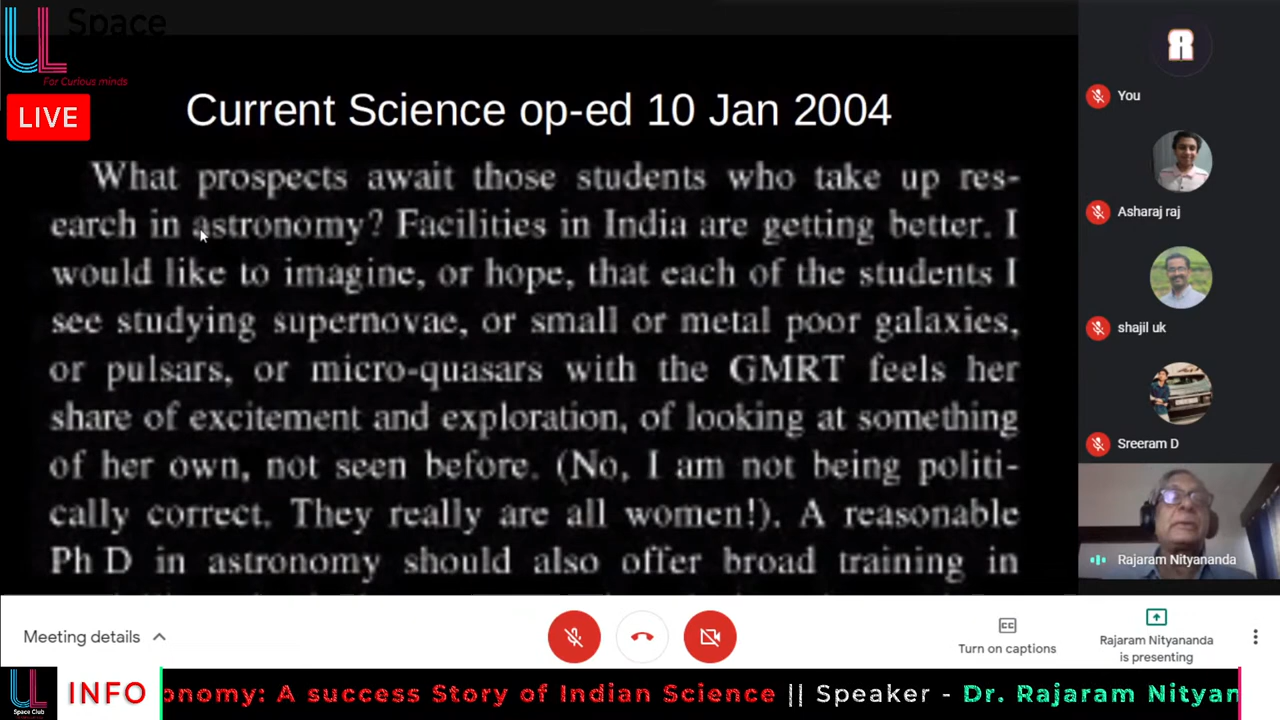 UL Space
For Curious minds
LIVE
Current Science op-ed 10 Jan 2004
What prospects await those students who take up res-
earch in astronomy? Facilities in India are getting better. I
would like to imagine, or hope, that each of the students I
see studying supernovae, or small or metal poor galaxies,
or pulsars, or micro-quasars with the GMRT feels her
share of excitement and exploration, of looking at something
of her own, not seen before. (No, I am not being politi-
cally correct. They really are all women!). A reasonable
Ph D in astronomy should also offer broad training in
You
Asharaj raj
shajil uk
Sreeram D
Rajaram Nityananda
Meeting details
CC
Turn on captions
Rajaram Nityananda
is presenting
UL
Space Club
INFO
onomy: A success Story of Indian Science || Speaker - Dr. Rajaram Nityan